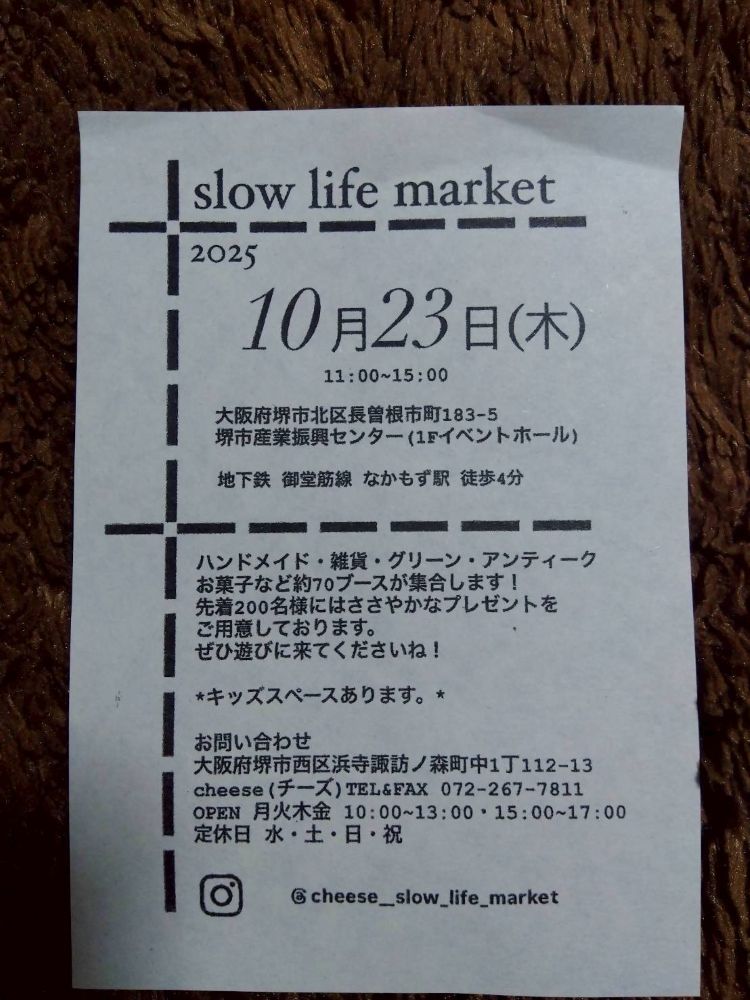 slow life market
2025
10月23日(木)
11:00~15:00
大阪府堺市北区長曽根市町183-5
堺市産業振興センター(1Fイベントホール)
地下鉄 御堂筋線 なかもず駅 徒歩4分
ハンドメイド・雑貨・グリーン・アンティーク
お菓子など約70ブースが集合します!
先着200名様にはささやかなプレゼントを
ご用意しております。
ぜひ遊びに来てくださいね!
*キッズスペースあります。*
お問い合わせ
大阪府堺市西区浜寺諏訪ノ森町中1丁112-13
cheese(チーズ)TEL&FAX 072-267-7811
OPEN 月火木金 10:00~13:00・15:00~17:00
定休日 水・土・日・祝
@cheese__slow_life_market